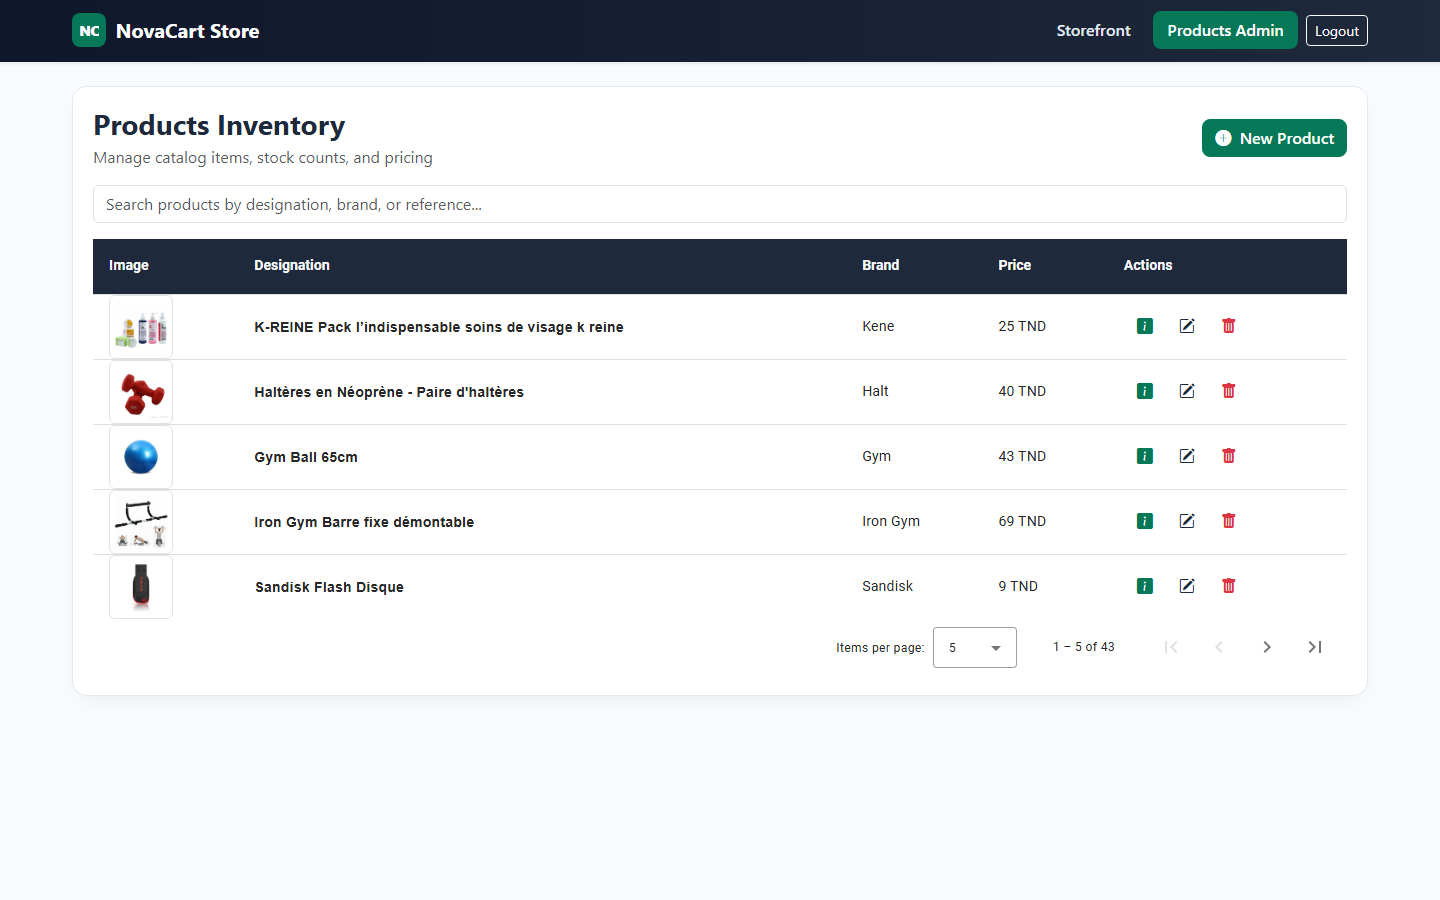 NC NovaCart Store Storefront Products Admin Logout
Products Inventory
Manage catalog items, stock counts, and pricing
New Product
Search products by designation, brand, or reference...
Image Designation Brand Price Actions
K-REINE Pack l’indispensable soins de visage k reine Kene 25 TND
Haltères en Néoprène - Paire d'haltères Halt 40 TND
Gym Ball 65cm Gym 43 TND
Iron Gym Barre fixe démontable Iron Gym 69 TND
Sandisk Flash Disque Sandisk 9 TND
Items per page: 5 1 – 5 of 43